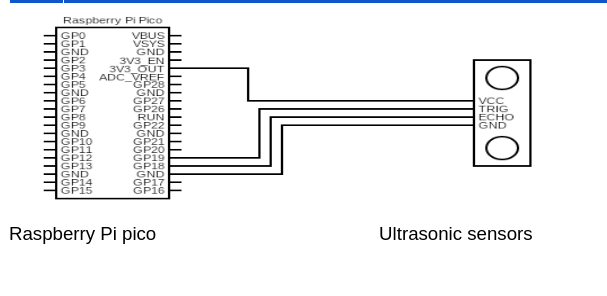 Raspberry Pi Pico
GP0 VBUS
GP1 VSYS
GND GND
GP2 3V3_EN
GP3 3V3_OUT
GP4 ADC_VREF
GP5 GP28
GND GND
GP6 GP27
GP7 GP26
GP8 RUN
GP9 GP22
GND GND
GP10 GP21
GP11 GP20
GP12 GP19
GP13 GP18
GND GND
GP14 GP17
GP15 GP16
VCC
TRIG
ECHO
GND
Raspberry Pi pico
Ultrasonic sensors